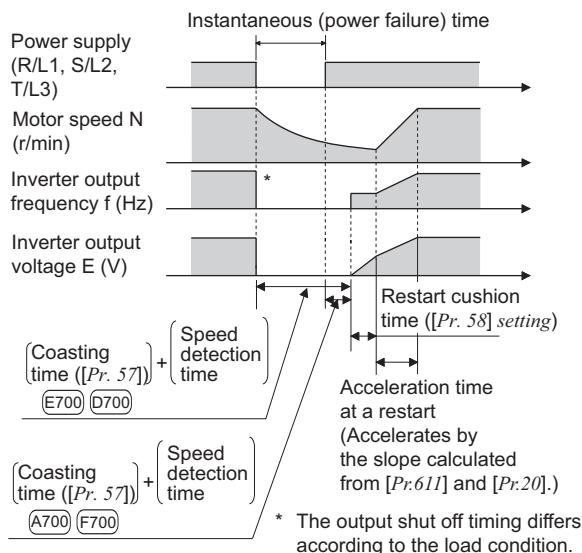 Instantaneous (power failure) time
Power supply
(R/L1, S/L2,
T/L3)
Motor speed N
(r/min)
Inverter output
frequency f (Hz)
*
Inverter output
voltage E (V)
Restart cushion
time ([Pr. 58] setting)
Coasting
time ([Pr. 57])
+
Speed
detection
time
E700 D700
Acceleration time
at a restart
(Accelerates by
the slope calculated
from [Pr.611] and [Pr.20].)
Coasting
time ([Pr. 57])
+
Speed
detection
time
A700 F700
* The output shut off timing differs
according to the load condition.